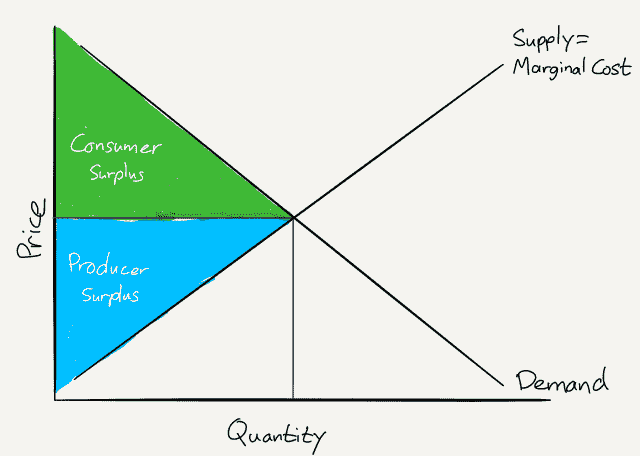 Supply=
Marginal Cost
Consumer
Surplus
Price
Producer
Surplus
Demand
Quantity